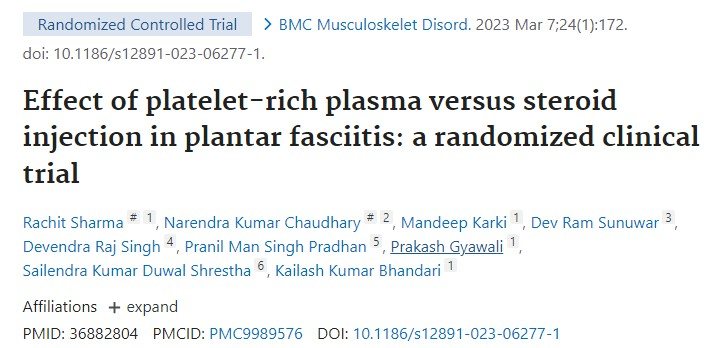 Randomized Controlled Trial > BMC Musculoskelet Disord. 2023 Mar 7;24(1):172.
doi: 10.1186/s12891-023-06277-1.
Effect of platelet-rich plasma versus steroid
injection in plantar fasciitis: a randomized clinical
trial
Rachit Sharma # 1, Narendra Kumar Chaudhary # 2, Mandeep Karki 1, Dev Ram Sunuwar 3,
Devendra Raj Singh 4, Pranil Man Singh Pradhan 5, Prakash Gyawali 1,
Sailendra Kumar Duwal Shrestha 6, Kailash Kumar Bhandari 1
Affiliations + expand
PMID: 36882804 PMCID: PMC9989576 DOI: 10.1186/s12891-023-06277-1